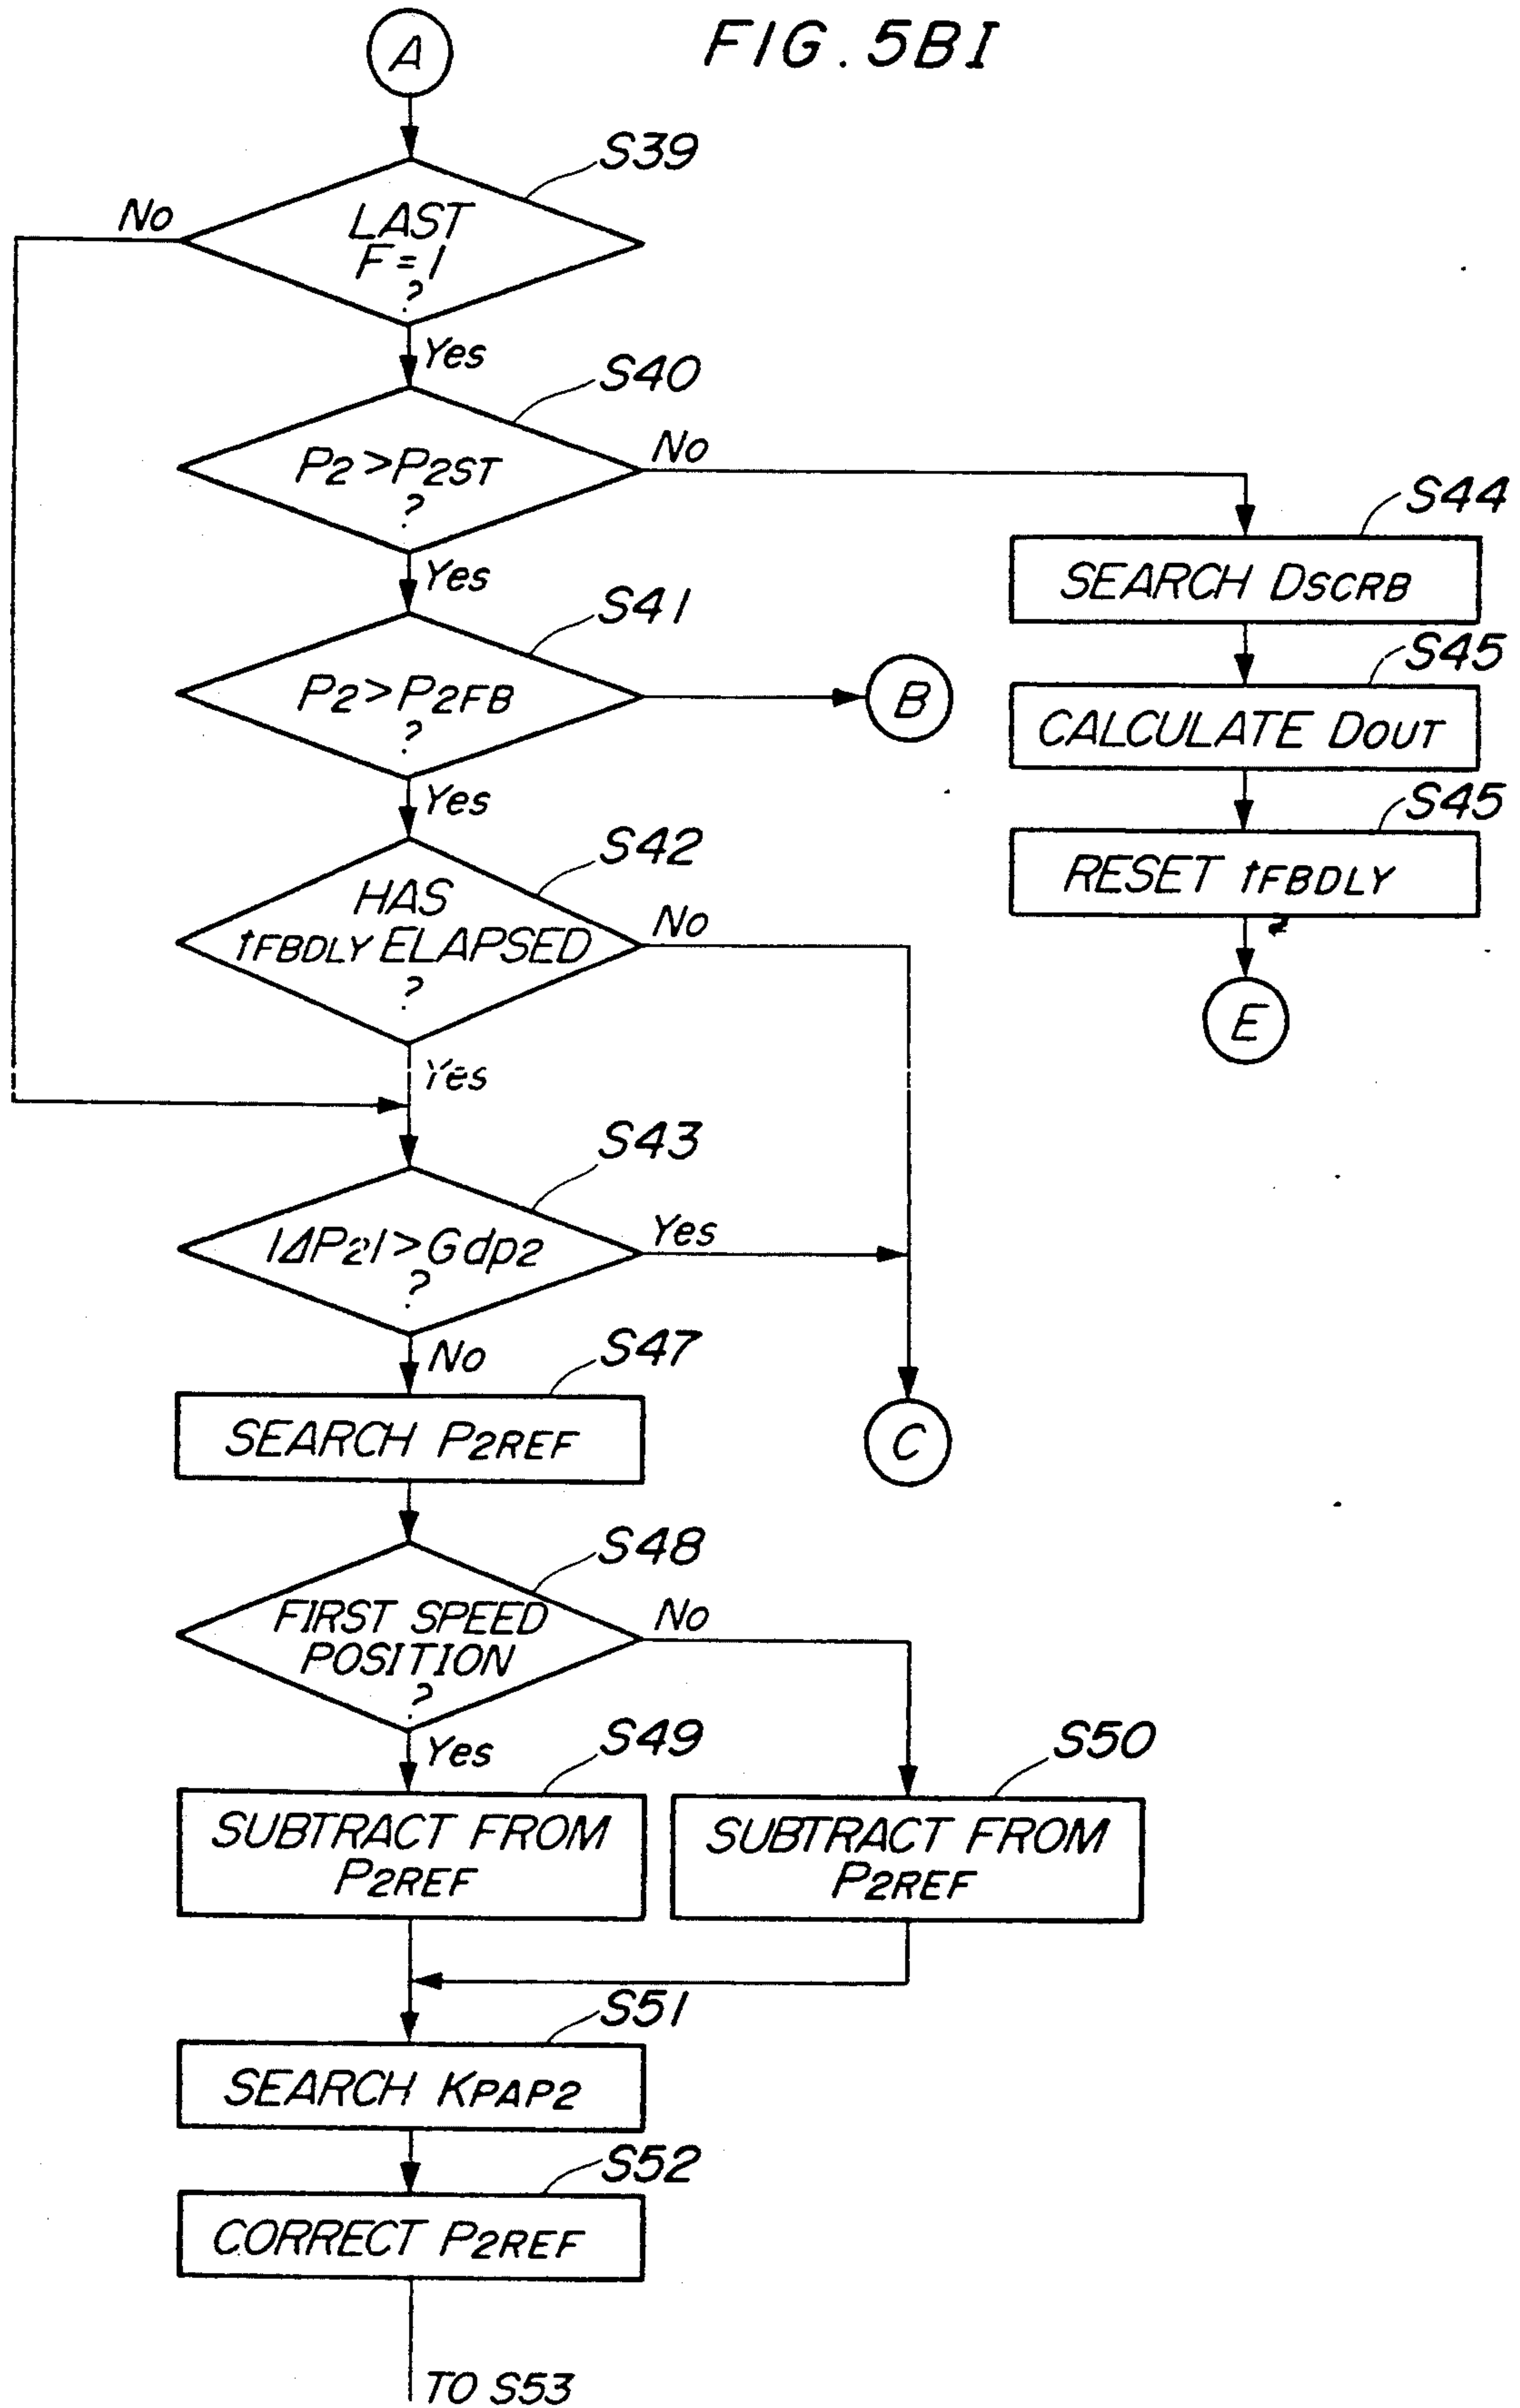 FIG. 5BI
A
S39
No
LAST
F=1
?
Yes
S40
P2>P2ST
?
No
Yes
S44
SEARCH DSCRB
S41
P2>P2FB
?
B
S45
CALCULATE DOUT
Yes
S45
RESET tFBDLY
E
S42
HAS
tFBDLY ELAPSED
?
No
Yes
S43
|ΔP2|>Gdp2
?
Yes
C
No
S47
SEARCH P2REF
S48
FIRST SPEED
POSITION
?
No
Yes
S49
SUBTRACT FROM
P2REF
S50
SUBTRACT FROM
P2REF
S51
SEARCH KPAP2
S52
CORRECT P2REF
TO S53